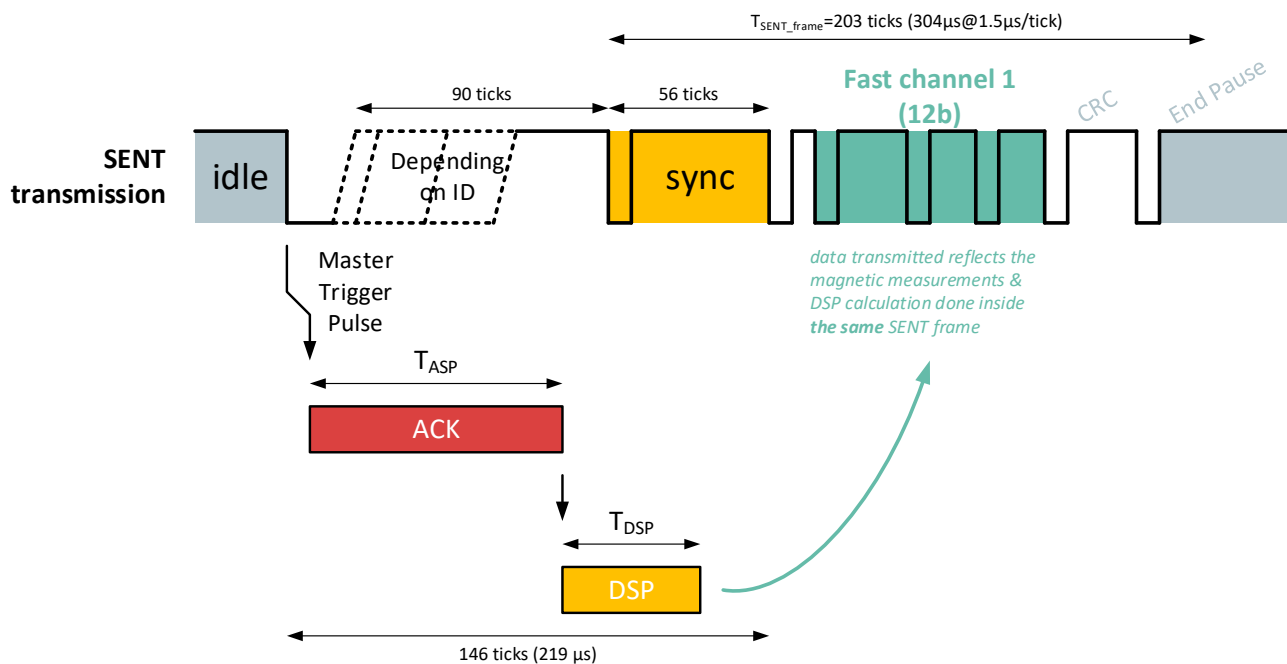 T_SENT_frame=203 ticks (304µs@1.5µs/tick)
90 ticks
56 ticks
Fast channel 1
(12b)
CRC
End Pause
SENT
transmission
idle
Depending
on ID
sync
Master
Trigger
Pulse
data transmitted reflects the
magnetic measurements &
DSP calculation done inside
the same SENT frame
T_ASP
ACK
T_DSP
DSP
146 ticks (219 µs)